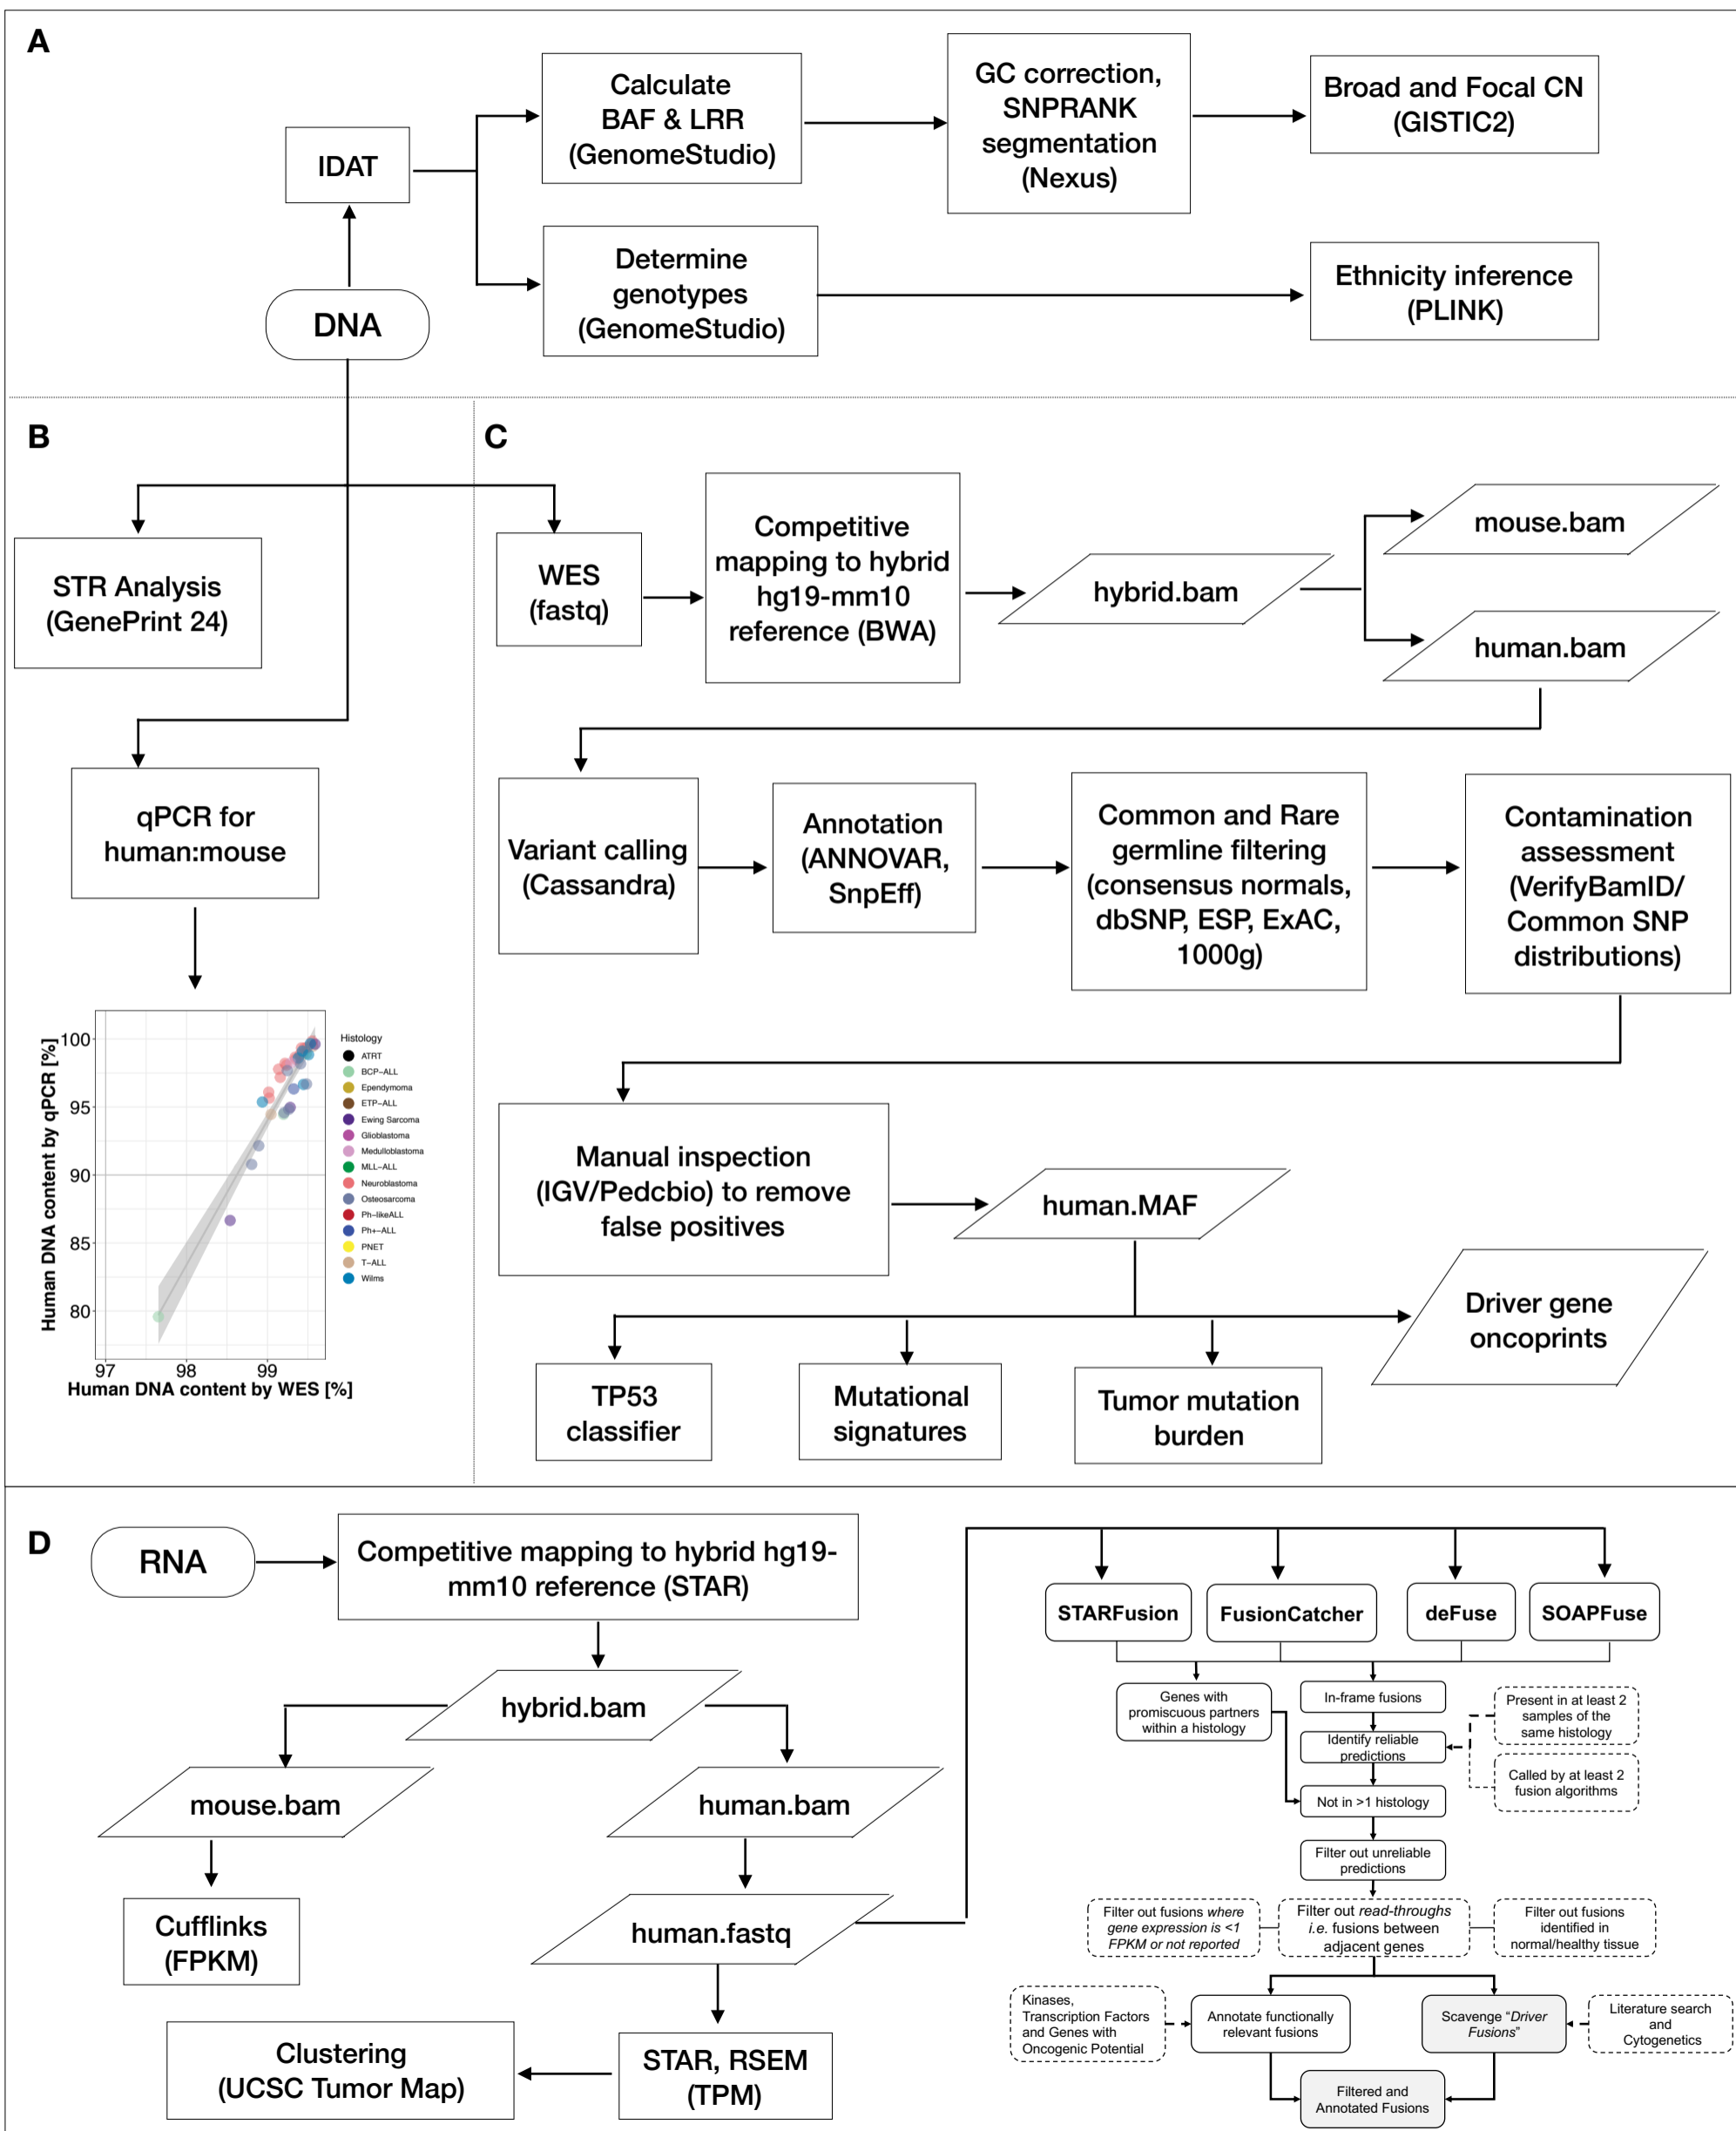 A
IDAT
DNA
Calculate
BAF & LRR
(GenomeStudio)
GC correction,
SNPRANK
segmentation
(Nexus)
Broad and Focal CN
(GISTIC2)
Determine
genotypes
(GenomeStudio)
Ethnicity inference
(PLINK)
B
STR Analysis
(GenePrint 24)
qPCR for
human:mouse
Human DNA content by qPCR [%]
100
95
90
85
80
97
98
99
Human DNA content by WES [%]
Histology
ATRT
BCP-ALL
Ependymoma
ETP-ALL
Ewing Sarcoma
Glioblastoma
Medulloblastoma
MLL-ALL
Neuroblastoma
Osteosarcoma
Ph-likeALL
Ph+-ALL
PNET
T-ALL
Wilms
C
WES
(fastq)
Competitive
mapping to hybrid
hg19-mm10
reference (BWA)
hybrid.bam
mouse.bam
human.bam
Variant calling
(Cassandra)
Annotation
(ANNOVAR,
SnpEff)
Common and Rare
germline filtering
(consensus normals,
dbSNP, ESP, ExAC,
1000g)
Contamination
assessment
(VerifyBamID/
Common SNP
distributions)
Manual inspection
(IGV/Pedcbio) to remove
false positives
human.MAF
Driver gene
oncoprints
TP53
classifier
Mutational
signatures
Tumor mutation
burden
D
RNA
Competitive mapping to hybrid hg19-
mm10 reference (STAR)
hybrid.bam
mouse.bam
human.bam
Cufflinks
(FPKM)
human.fastq
Clustering
(UCSC Tumor Map)
STAR, RSEM
(TPM)
STARFusion
FusionCatcher
deFuse
SOAPFuse
Genes with
promiscuous partners
within a histology
In-frame fusions
Identify reliable
predictions
Present in at least 2
samples of the
same histology
Called by at least 2
fusion algorithms
Not in >1 histology
Filter out unreliable
predictions
Filter out fusions where
gene expression is <1
FPKM or not reported
Filter out read-throughs
i.e. fusions between
adjacent genes
Filter out fusions
identified in
normal/healthy tissue
Kinases,
Transcription Factors
and Genes with
Oncogenic Potential
Annotate functionally
relevant fusions
Scavenge “Driver
Fusions”
Literature search
and
Cytogenetics
Filtered and
Annotated Fusions